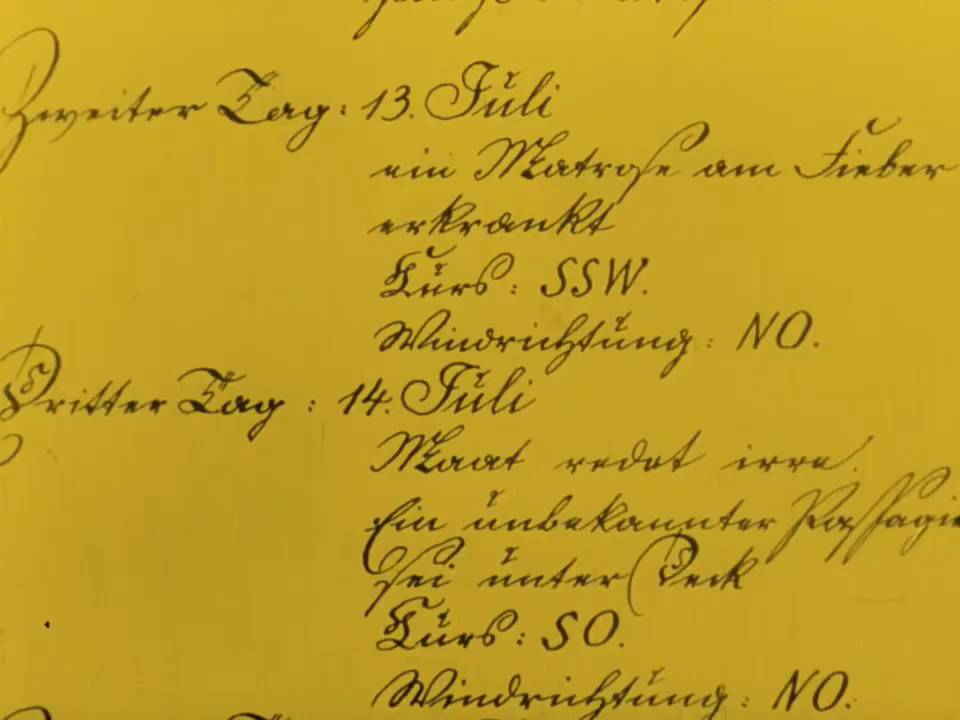 Zweiter Tag: 13. Juli
ein Matrose am Fieber
erkrankt
Kurs: SSW.
Windrichtung: NO.
Dritter Tag: 14. Juli
Maat redet irre.
Ein unbekannter Passagie
sei unter Deck
Kurs: SO.
Windrichtung: NO.